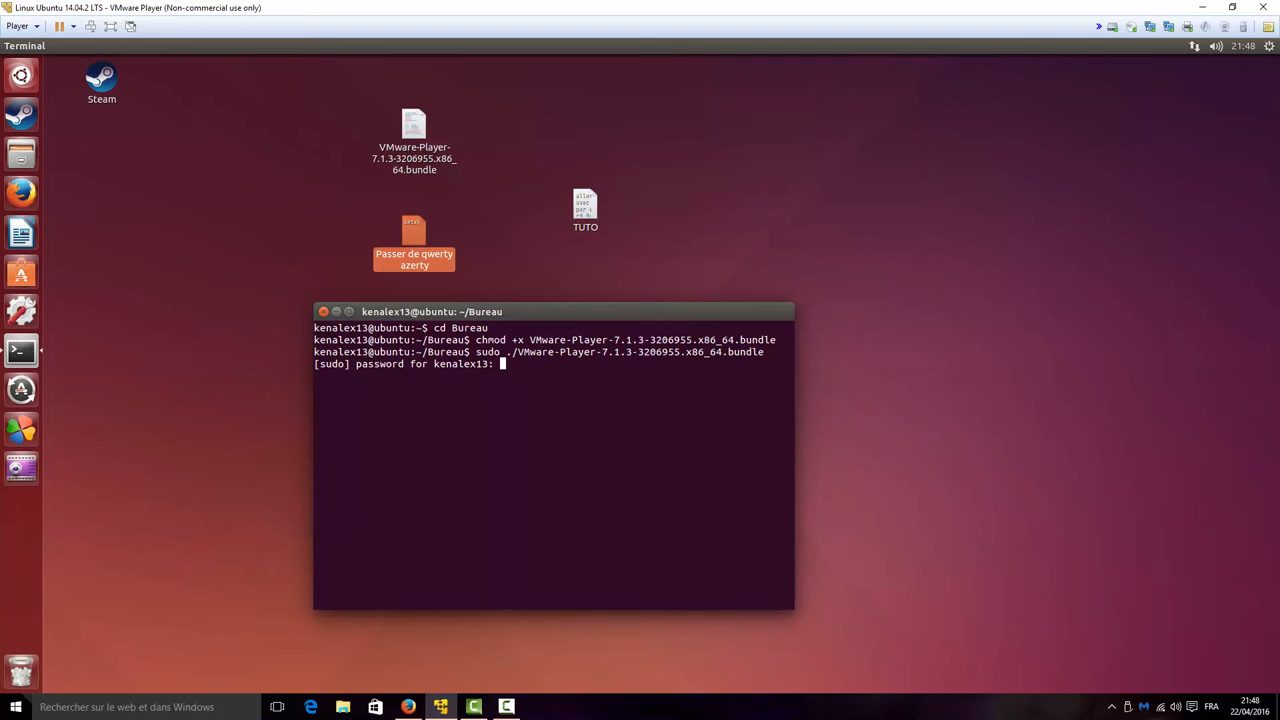 Linux Ubuntu 14.04.2 LTS - VMware Player (Non-commercial use only)
Player
Terminal
21:48
Steam
VMware-Player-
7.1.3-3206955.x86_
64.bundle
TUTO
Passer de qwerty
azerty
kenalex13@ubuntu: ~/Bureau
kenalex13@ubuntu:~$ cd Bureau
kenalex13@ubuntu:~/Bureau$ chmod +x VMware-Player-7.1.3-3206955.x86_64.bundle
kenalex13@ubuntu:~/Bureau$ sudo ./VMware-Player-7.1.3-3206955.x86_64.bundle
[sudo] password for kenalex13:
Rechercher sur le web et dans Windows
FRA
21:48
22/04/2016